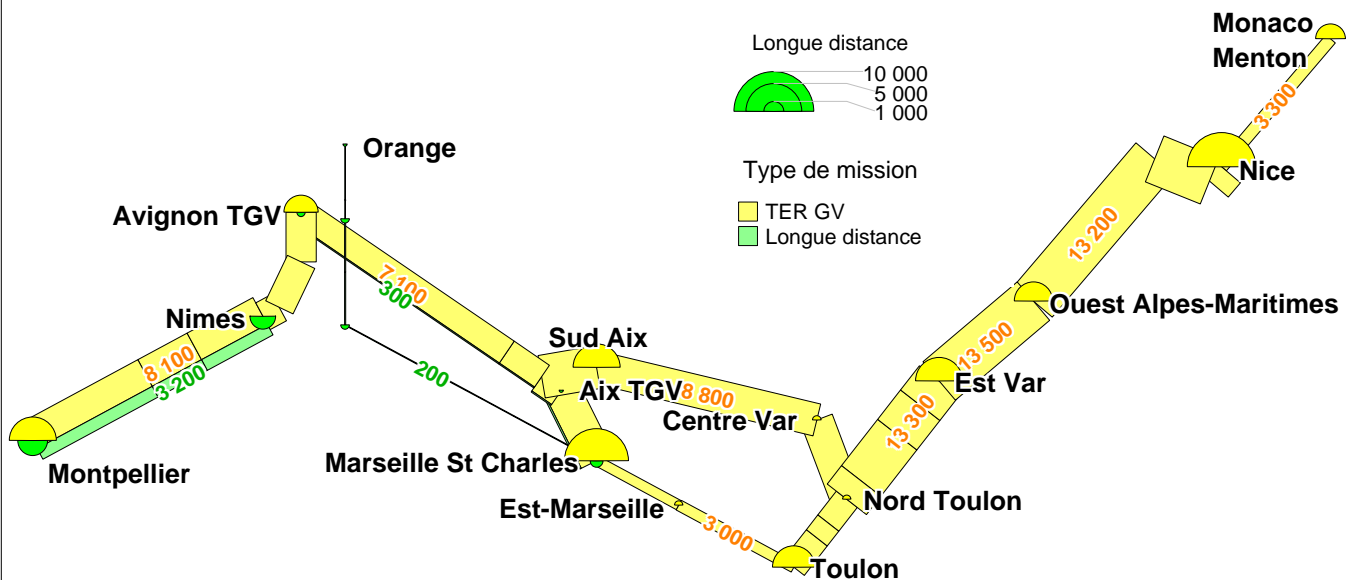 Monaco
Menton
Longue distance
10 000
5 000
1 000
3 300
Orange
Nice
Type de mission
Avignon TGV
TER GV
Longue distance
13 200
7 100
300
Ouest Alpes-Maritimes
Nimes
Sud Aix
13 500
8 100
3 200
200
Aix TGV
8 800
Est Var
Centre Var
13 300
Marseille St Charles
Montpellier
Est-Marseille
Nord Toulon
3 000
Toulon